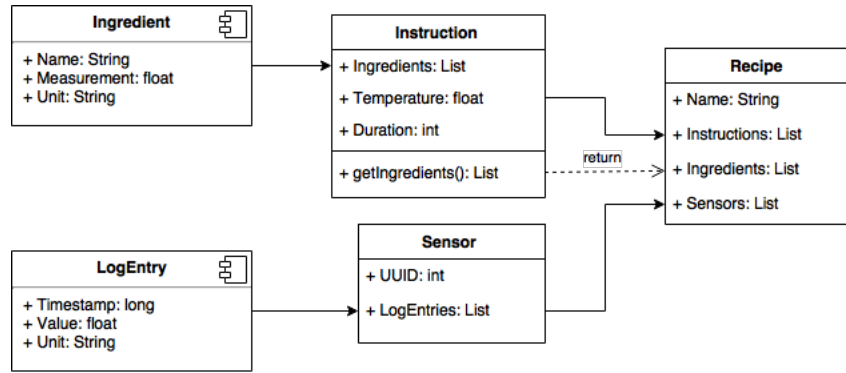 Ingredient
+ Name: String
+ Measurement: float
+ Unit: String
Instruction
+ Ingredients: List
+ Temperature: float
+ Duration: int
+ getIngredients(): List
return
Recipe
+ Name: String
+ Instructions: List
+ Ingredients: List
+ Sensors: List
LogEntry
+ Timestamp: long
+ Value: float
+ Unit: String
Sensor
+ UUID: int
+ LogEntries: List